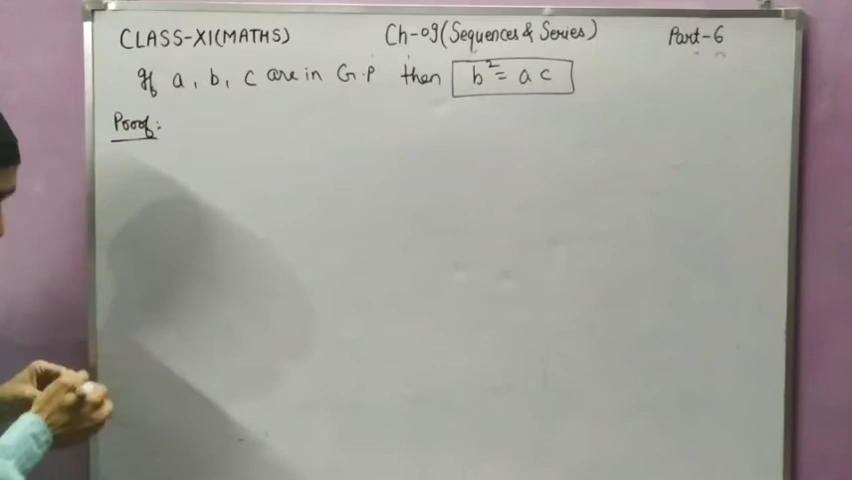 CLASS-XI(MATHS) Ch-09(Sequences & Series) Part-6
If a, b, c are in G.P then b² = ac
Proof: